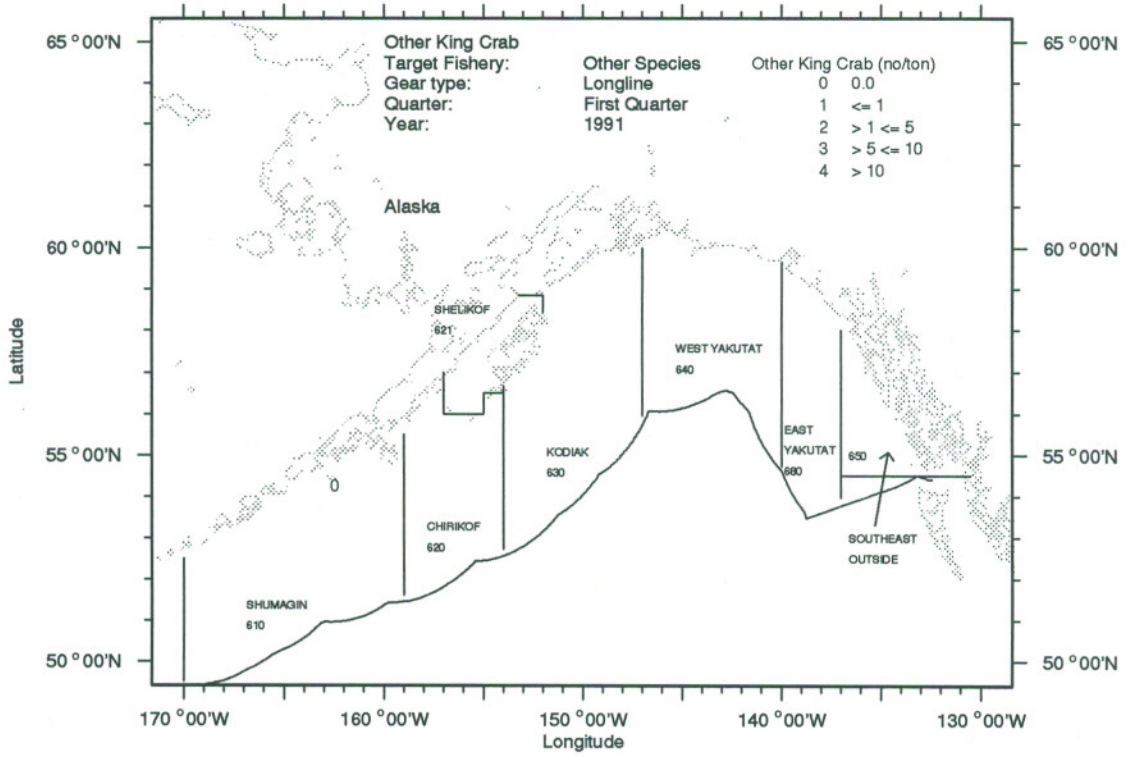 Other King Crab
Target Fishery: Other Species
Gear type: Longline
Quarter: First Quarter
Year: 1991
Other King Crab (no/ton)
0 0.0
1 <= 1
2 > 1 <= 5
3 > 5 <= 10
4 > 10
65 °00'N
65 °00'N
Alaska
60 °00'N
60 °00'N
SHELIKOF
621
WEST YAKUTAT
640
Latitude
EAST
YAKUTAT
680
650
KODIAK
630
55 °00'N
55 °00'N
0
CHIRIKOF
620
SOUTHEAST
OUTSIDE
SHUMAGIN
610
50 °00'N
50 °00'N
170 °00'W
160 °00'W
150 °00'W
140 °00'W
130 °00'W
Longitude